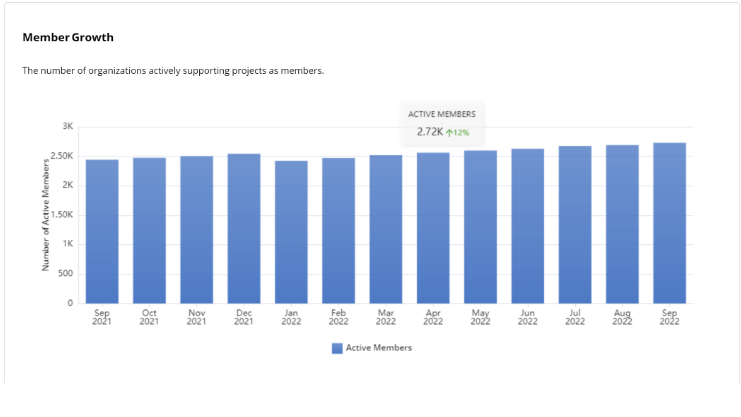 Member Growth
The number of organizations actively supporting projects as members.
ACTIVE MEMBERS
2.72K ↑12%
Number of Active Members
3K
2.50K
2K
1.50K
1K
500
0
Sep 2021
Oct 2021
Nov 2021
Dec 2021
Jan 2022
Feb 2022
Mar 2022
Apr 2022
May 2022
Jun 2022
Jul 2022
Aug 2022
Sep 2022
Active Members